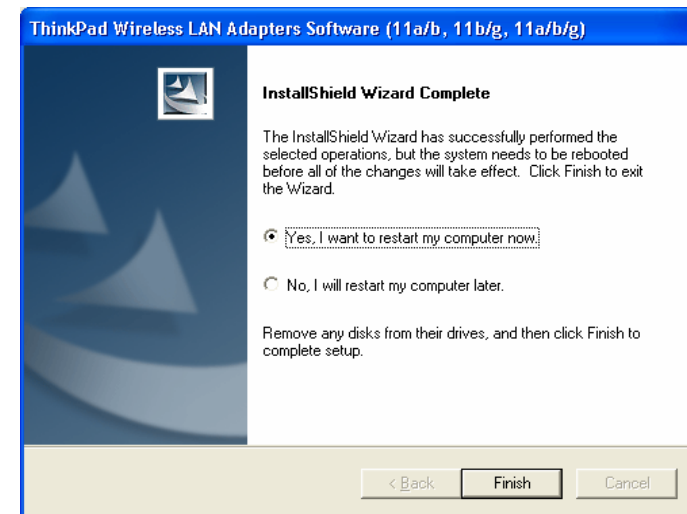 ThinkPad Wireless LAN Adapters Software (11a/b, 11b/g, 11a/b/g)
InstallShield Wizard Complete
The InstallShield Wizard has successfully performed the
selected operations, but the system needs to be rebooted
before all of the changes will take effect.  Click Finish to exit
the Wizard.
Yes, I want to restart my computer now.
No, I will restart my computer later.
Remove any disks from their drives, and then click Finish to
complete setup.
< Back
Finish
Cancel